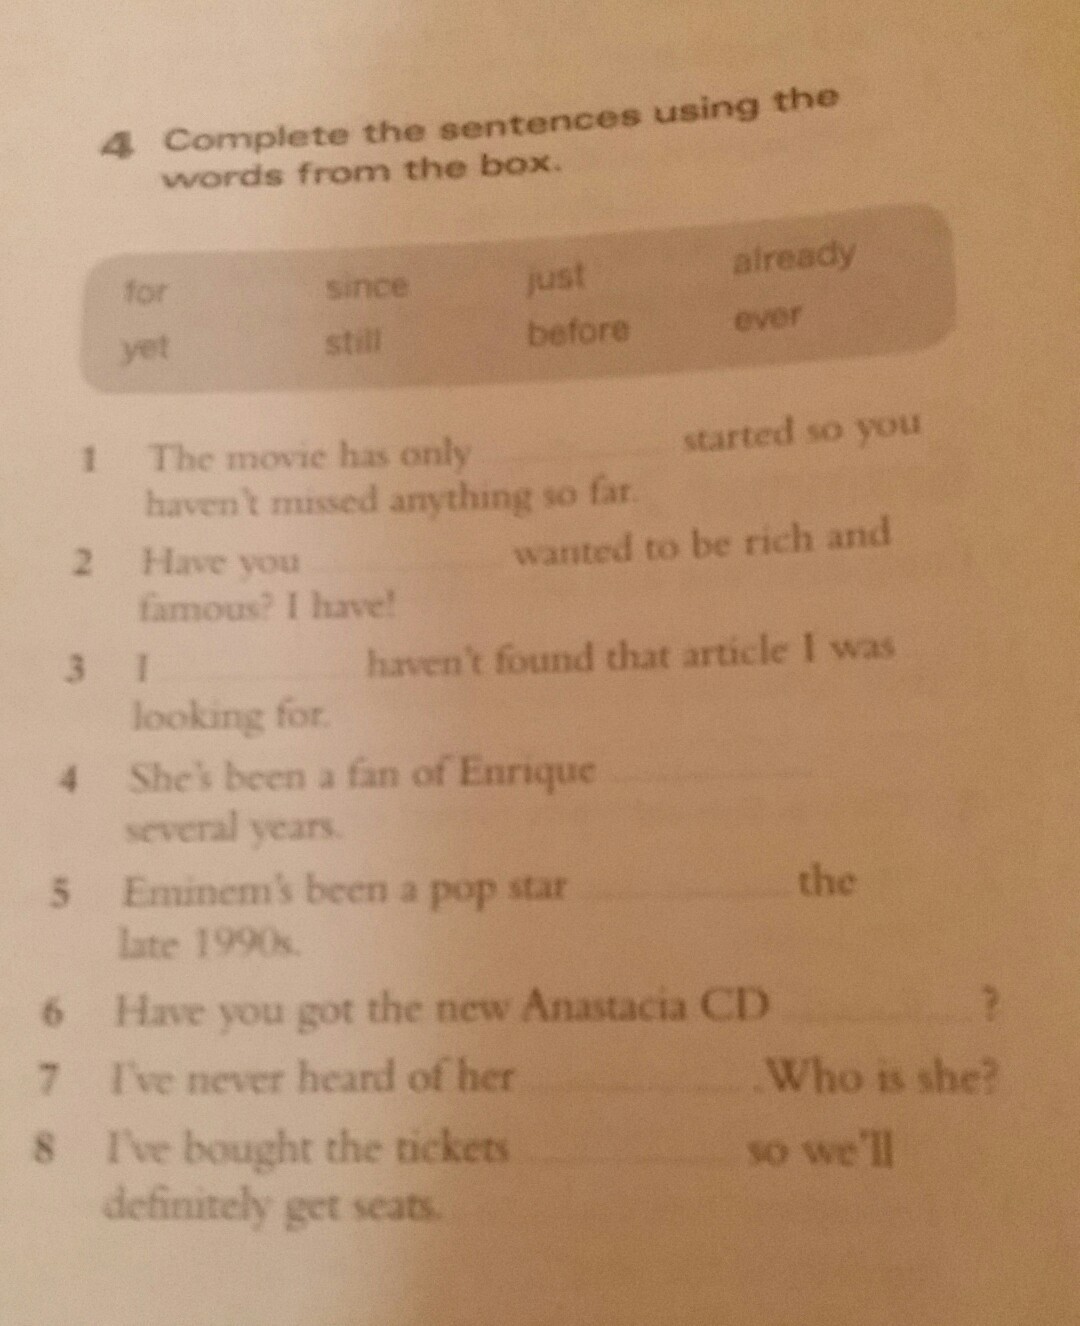 4 Complete the sentences using the
words from the box.
for since just already
yet still before ever
1 The movie has only started so you
haven't missed anything so far.
2 Have you wanted to be rich and
famous? I have!
3 I haven't found that article I was
looking for.
4 She's been a fan of Enrique
several years.
5 Eminem's been a pop star the
late 1990s.
6 Have you got the new Anastacia CD ?
7 I've never heard of her . Who is she?
8 I've bought the tickets so we'll
definitely get seats.